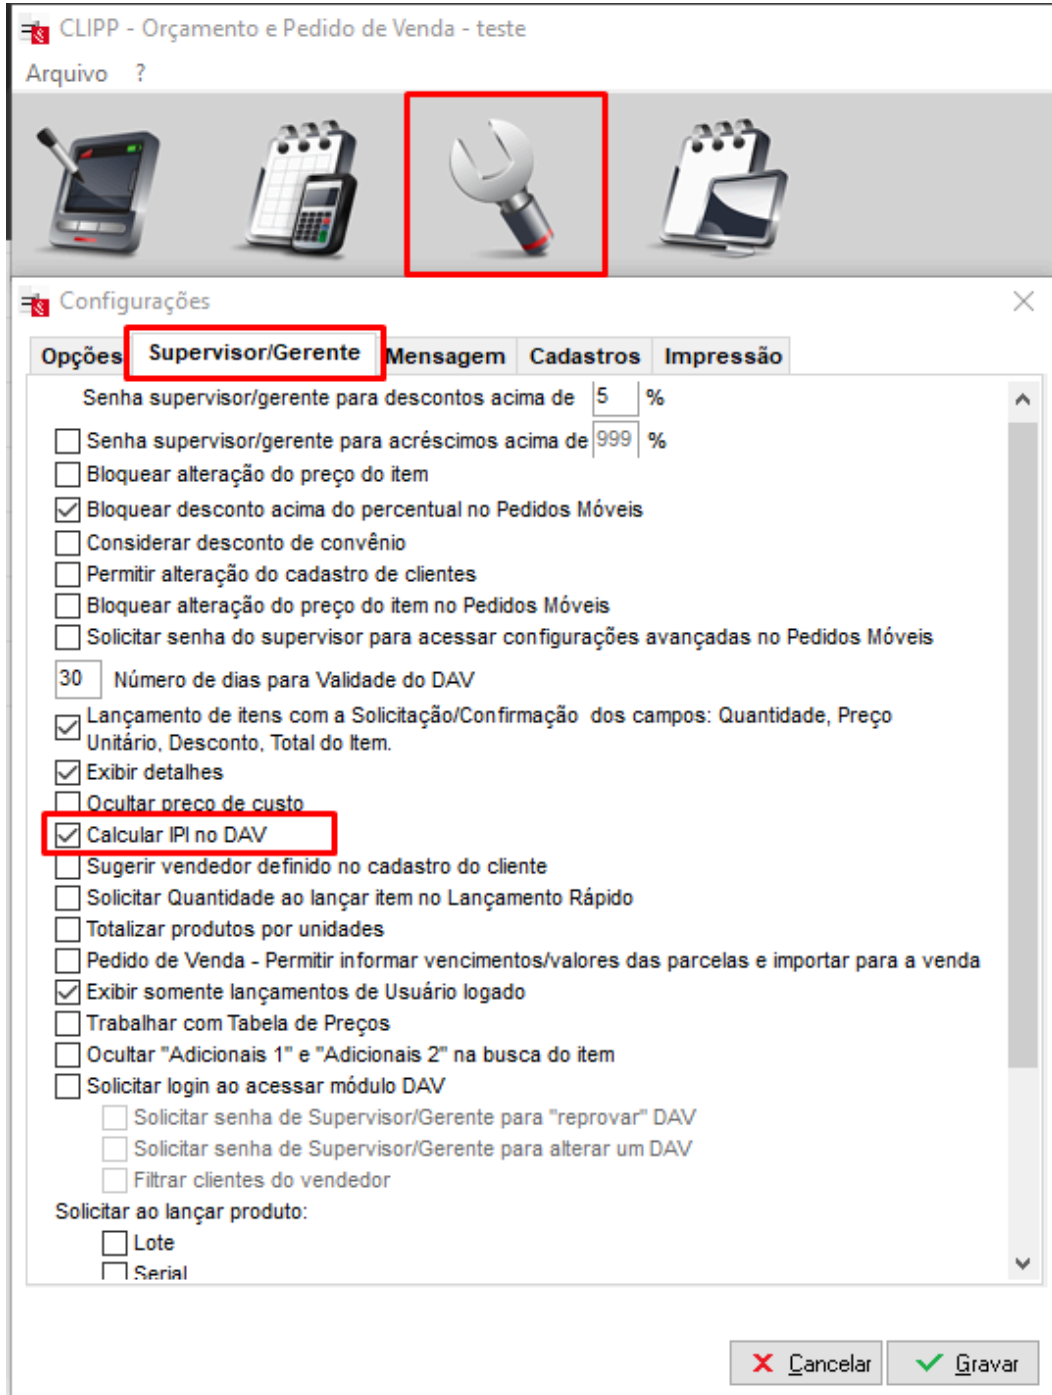 CLIPP - Orçamento e Pedido de Venda - teste
Arquivo ?
Configurações
Opções Supervisor/Gerente Mensagem Cadastros Impressão
Senha supervisor/gerente para descontos acima de 5 %
Senha supervisor/gerente para acréscimos acima de 999 %
Bloquear alteração do preço do item
Bloquear desconto acima do percentual no Pedidos Móveis
Considerar desconto de convênio
Permitir alteração do cadastro de clientes
Bloquear alteração do preço do item no Pedidos Móveis
Solicitar senha do supervisor para acessar configurações avançadas no Pedidos Móveis
30 Número de dias para Validade do DAV
Lançamento de itens com a Solicitação/Confirmação dos campos: Quantidade, Preço
Unitário, Desconto, Total do Item.
Exibir detalhes
Ocultar preço de custo
Calcular IPI no DAV
Sugerir vendedor definido no cadastro do cliente
Solicitar Quantidade ao lançar item no Lançamento Rápido
Totalizar produtos por unidades
Pedido de Venda - Permitir informar vencimentos/valores das parcelas e importar para a venda
Exibir somente lançamentos de Usuário logado
Trabalhar com Tabela de Preços
Ocultar "Adicionais 1" e "Adicionais 2" na busca do item
Solicitar login ao acessar módulo DAV
Solicitar senha de Supervisor/Gerente para "reprovar" DAV
Solicitar senha de Supervisor/Gerente para alterar um DAV
Filtrar clientes do vendedor
Solicitar ao lançar produto:
Lote
Serial
Cancelar Gravar